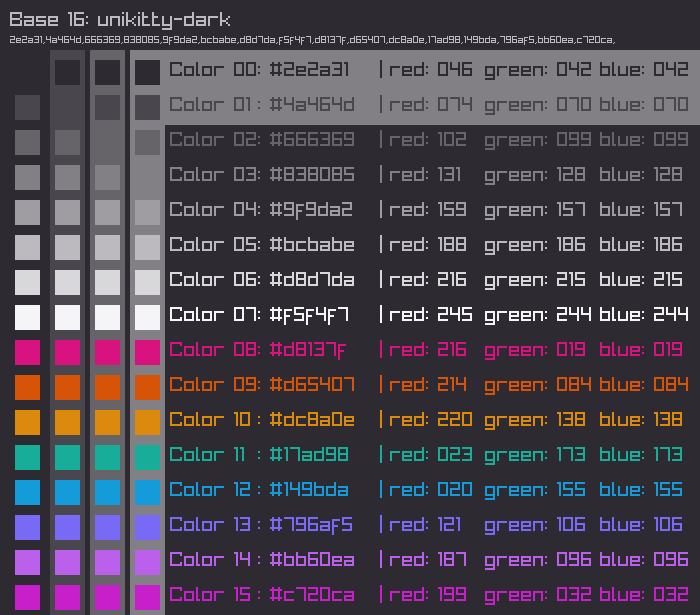 Base 16: unikitty-dark
2e2a31,4a464d,666369,838085,9f9da2,bcbabe,d8d7da,f5f4f7,d8137f,d65407,dc8a0e,17ad98,149bda,796af5,bb60ea,c720ca,
Color 00: #2e2a31 | red: 046 green: 042 blue: 042
Color 01 : #4a464d | red: 074 green: 070 blue: 070
Color 02: #666369 | red: 102 green: 099 blue: 099
Color 03: #838085 | red: 131 green: 128 blue: 128
Color 04: #9f9da2 | red: 159 green: 157 blue: 157
Color 05: #bcbabe | red: 188 green: 186 blue: 186
Color 06: #d8d7da | red: 216 green: 215 blue: 215
Color 07: #f5f4f7 | red: 245 green: 244 blue: 244
Color 08: #d8137f | red: 216 green: 019 blue: 019
Color 09: #d65407 | red: 214 green: 084 blue: 084
Color 10 : #dc8a0e | red: 220 green: 138 blue: 138
Color 11 : #17ad98 | red: 023 green: 173 blue: 173
Color 12 : #149bda | red: 020 green: 155 blue: 155
Color 13 : #796af5 | red: 121 green: 106 blue: 106
Color 14 : #bb60ea | red: 187 green: 096 blue: 096
Color 15 : #c720ca | red: 199 green: 032 blue: 032